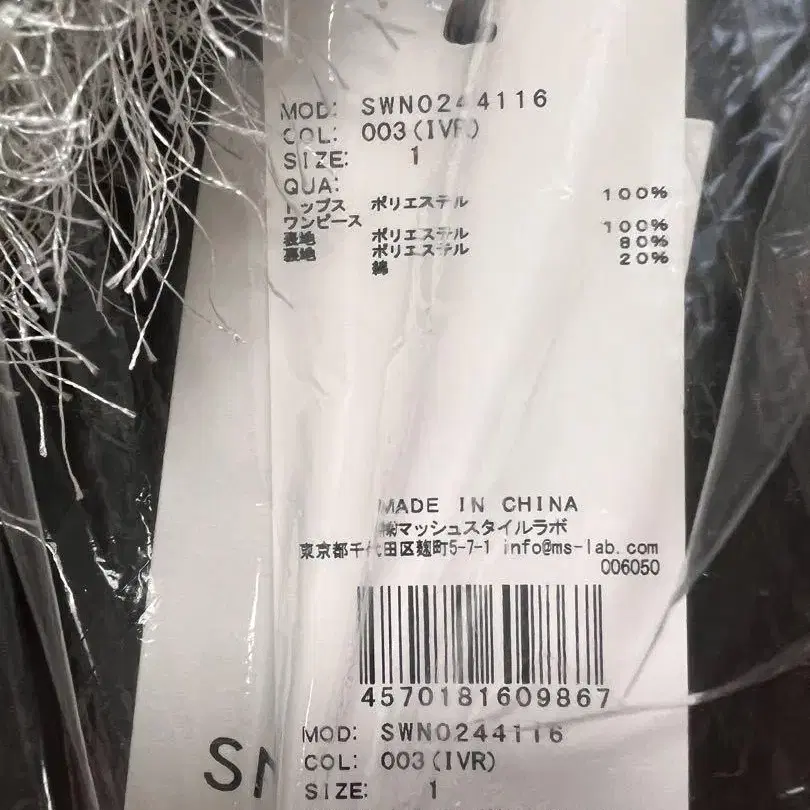 MOD: SWNO244116
COL: 003(IVR)
SIZE: 1
QUA:
トップス ポリエステル 100%
ワンピース
表地 ポリエステル 100%
裏地 ポリエステル 80%
綿 20%
MADE IN CHINA
㈱マッシュスタイルラボ
東京都千代田区麹町5-7-1 info@ms-lab.com
006050
4570181609867
MOD: SWNO244116
COL: 003(IVR)
SIZE: 1